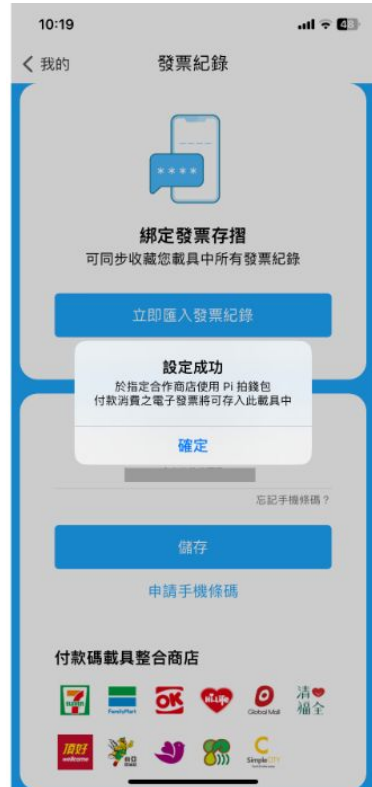 10:19
48
我的
發票紀錄
****
綁定發票存摺
可同步收藏您載具中所有發票紀錄
立即匯入發票紀錄
設定成功
於指定合作商店使用 Pi 拍錢包
付款消費之電子發票將可存入此載具中
確定
忘記手機條碼？
儲存
申請手機條碼
付款碼載具整合商店
7 ELEVEN
FamilyMart
OK
Hi-Life
Global Mall
清福全
頂好
wellcome
SimpleCITY